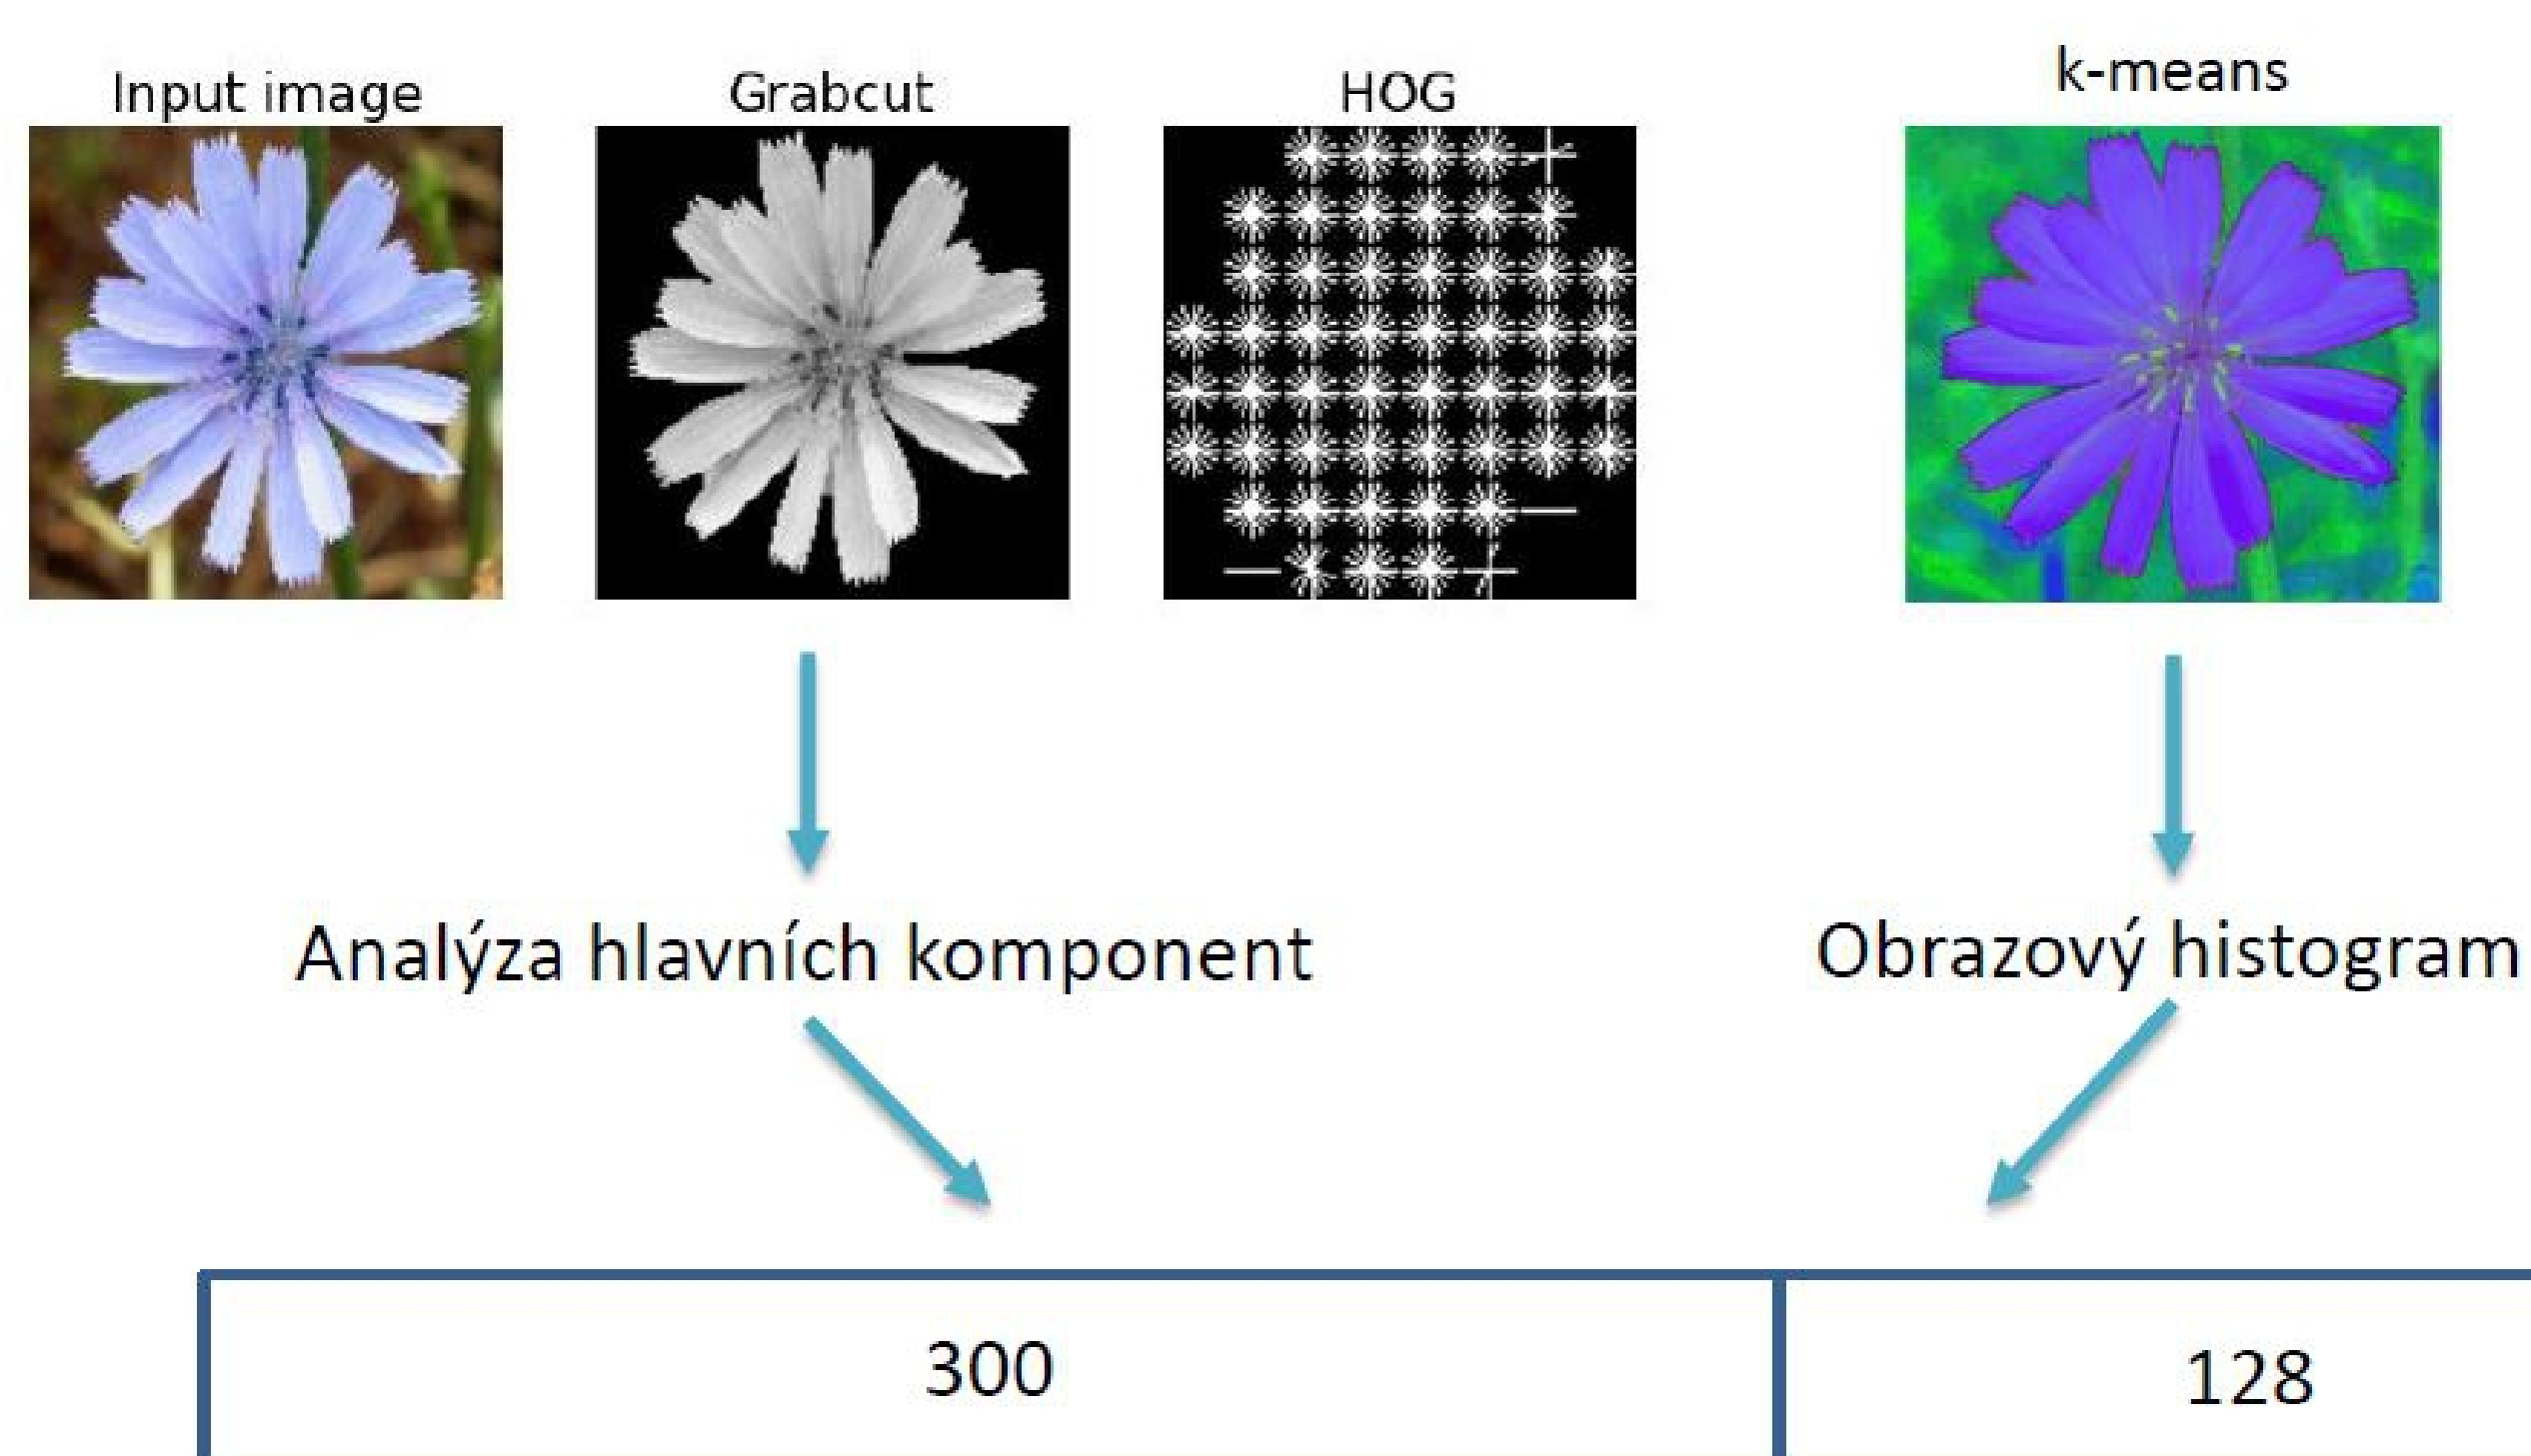 Input image
Grabcut
HOG
k-means
Analýza hlavních komponent
Obrazový histogram
300
128